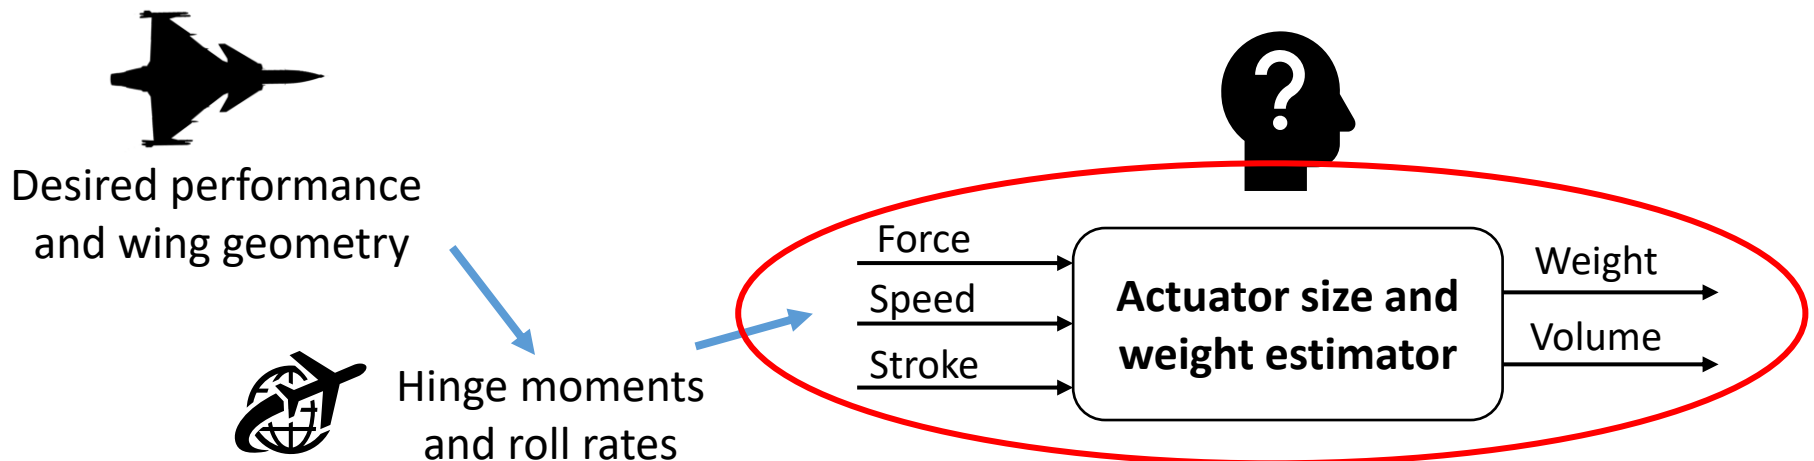 Desired performance
and wing geometry
Hinge moments
and roll rates
?
Force
Speed
Stroke
Actuator size and
weight estimator
Weight
Volume